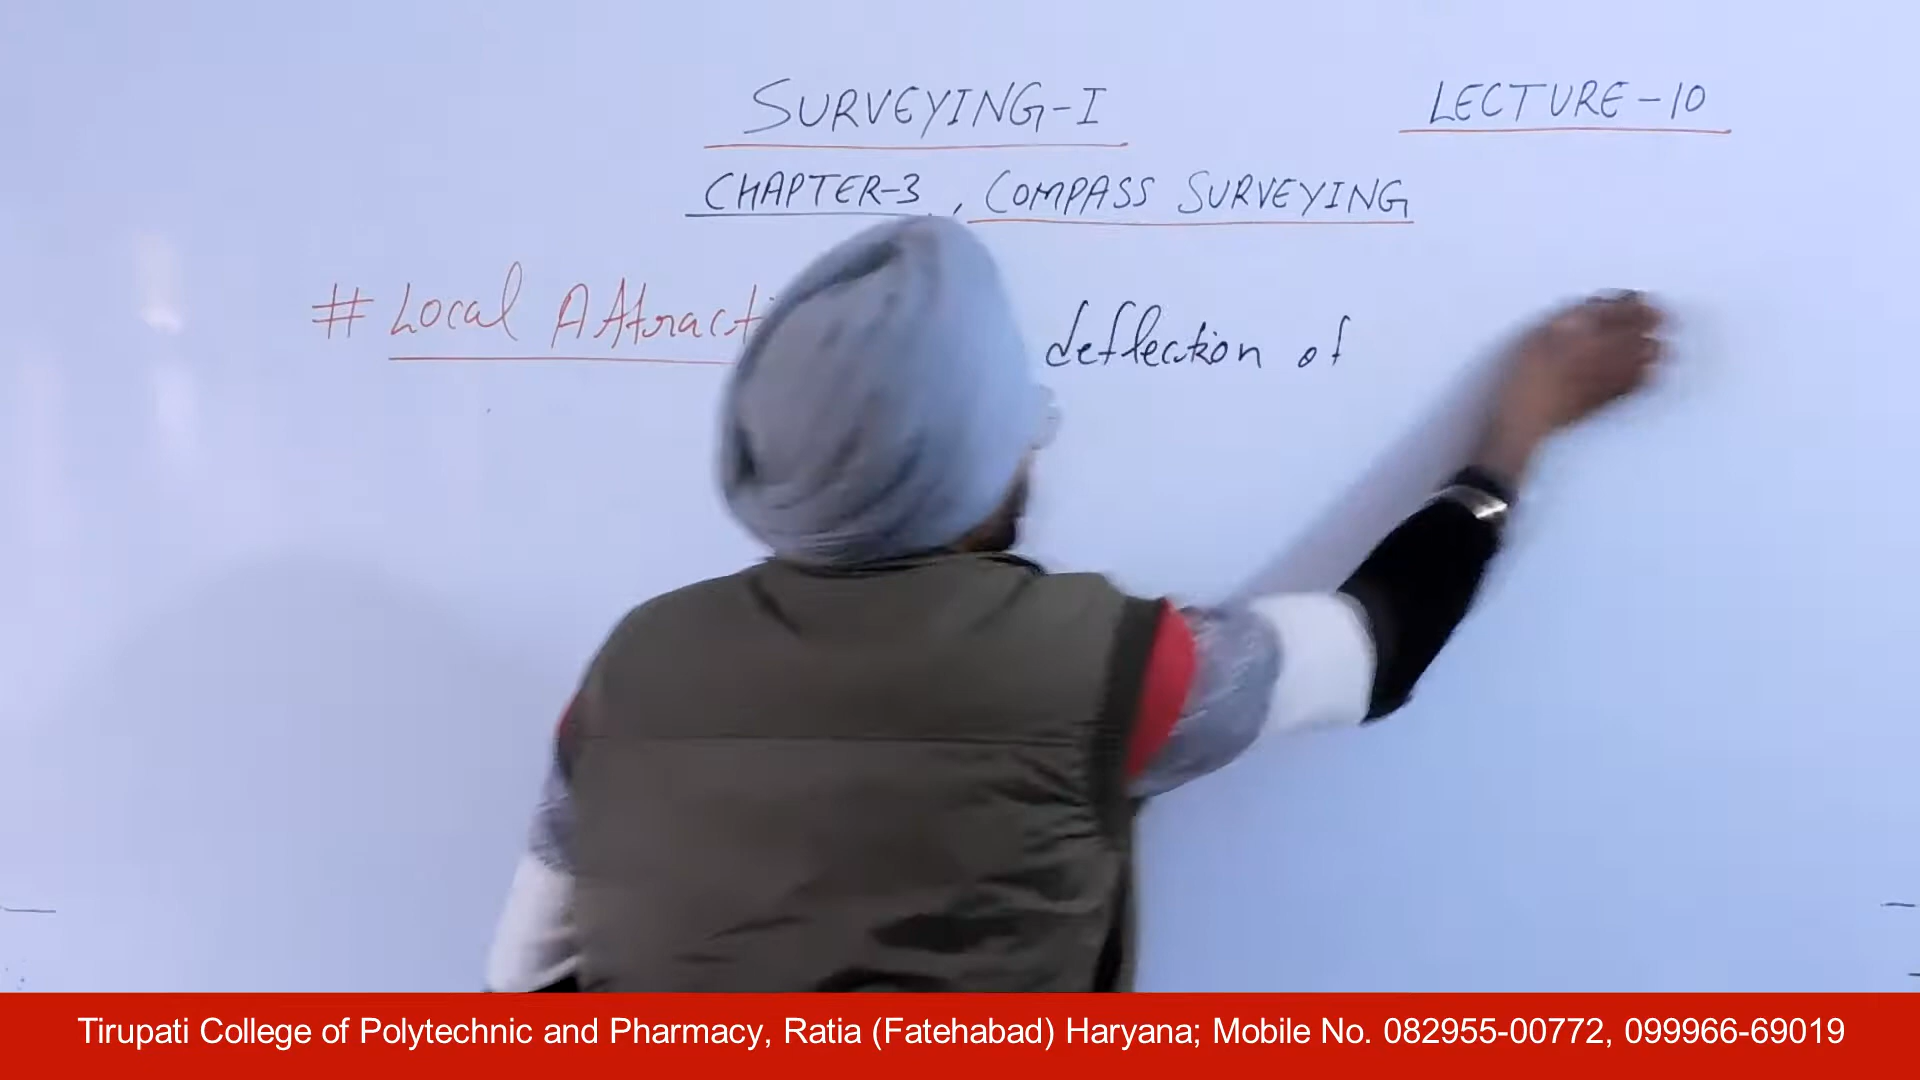 SURVEYING-I
LECTURE-10
CHAPTER-3, COMPASS SURVEYING
# Local Attracti deflection of
Tirupati College of Polytechnic and Pharmacy, Ratia (Fatehabad) Haryana; Mobile No. 082955-00772, 099966-69019